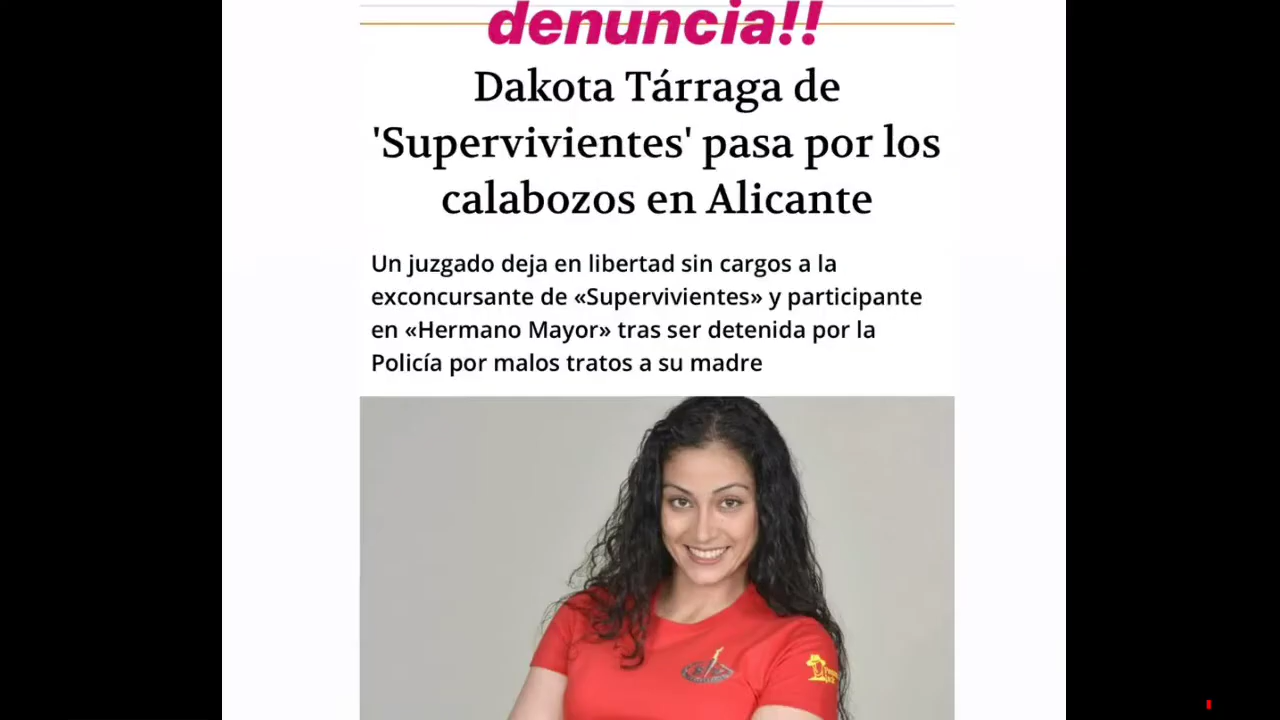 denuncia!!
Dakota Tárraga de
'Supervivientes' pasa por los
calabozos en Alicante
Un juzgado deja en libertad sin cargos a la
exconcursante de «Supervivientes» y participante
en «Hermano Mayor» tras ser detenida por la
Policía por malos tratos a su madre